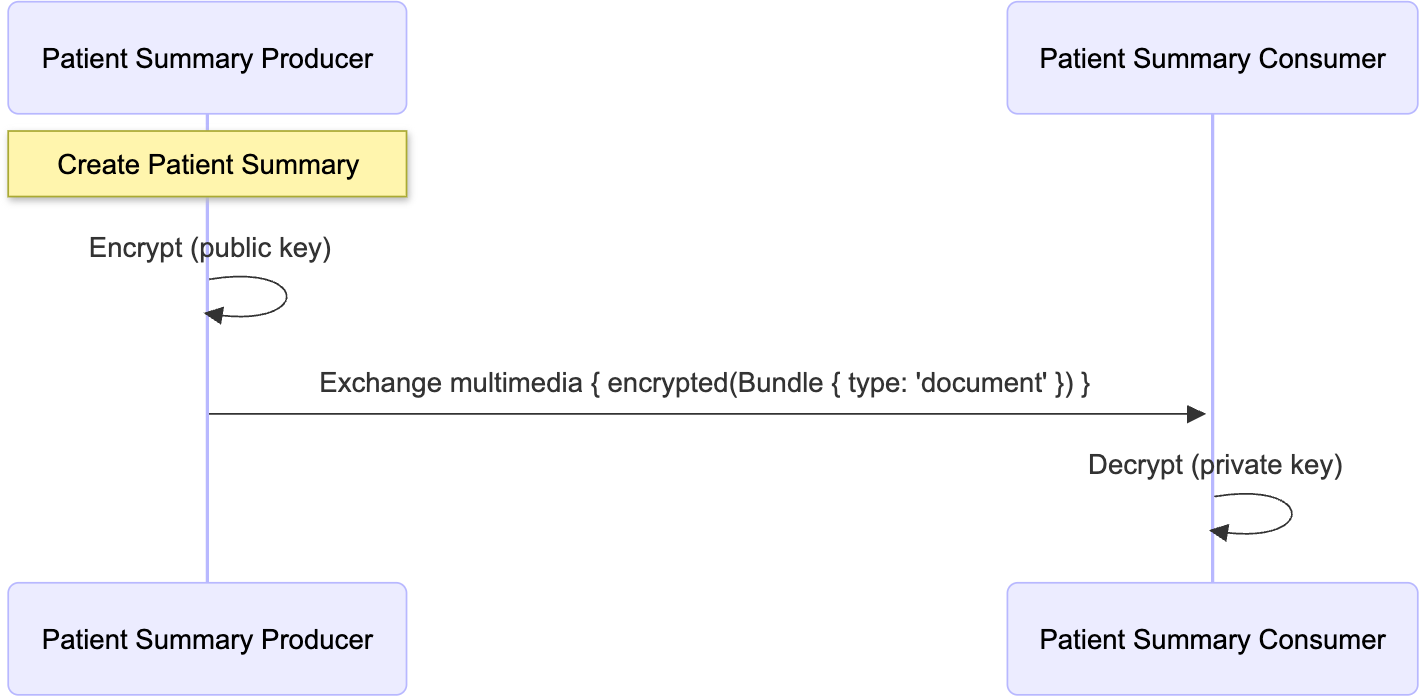 Patient Summary Producer
Patient Summary Consumer
Create Patient Summary
Encrypt (public key)
Exchange multimedia { encrypted(Bundle { type: 'document' }) }
Decrypt (private key)
Patient Summary Producer
Patient Summary Consumer